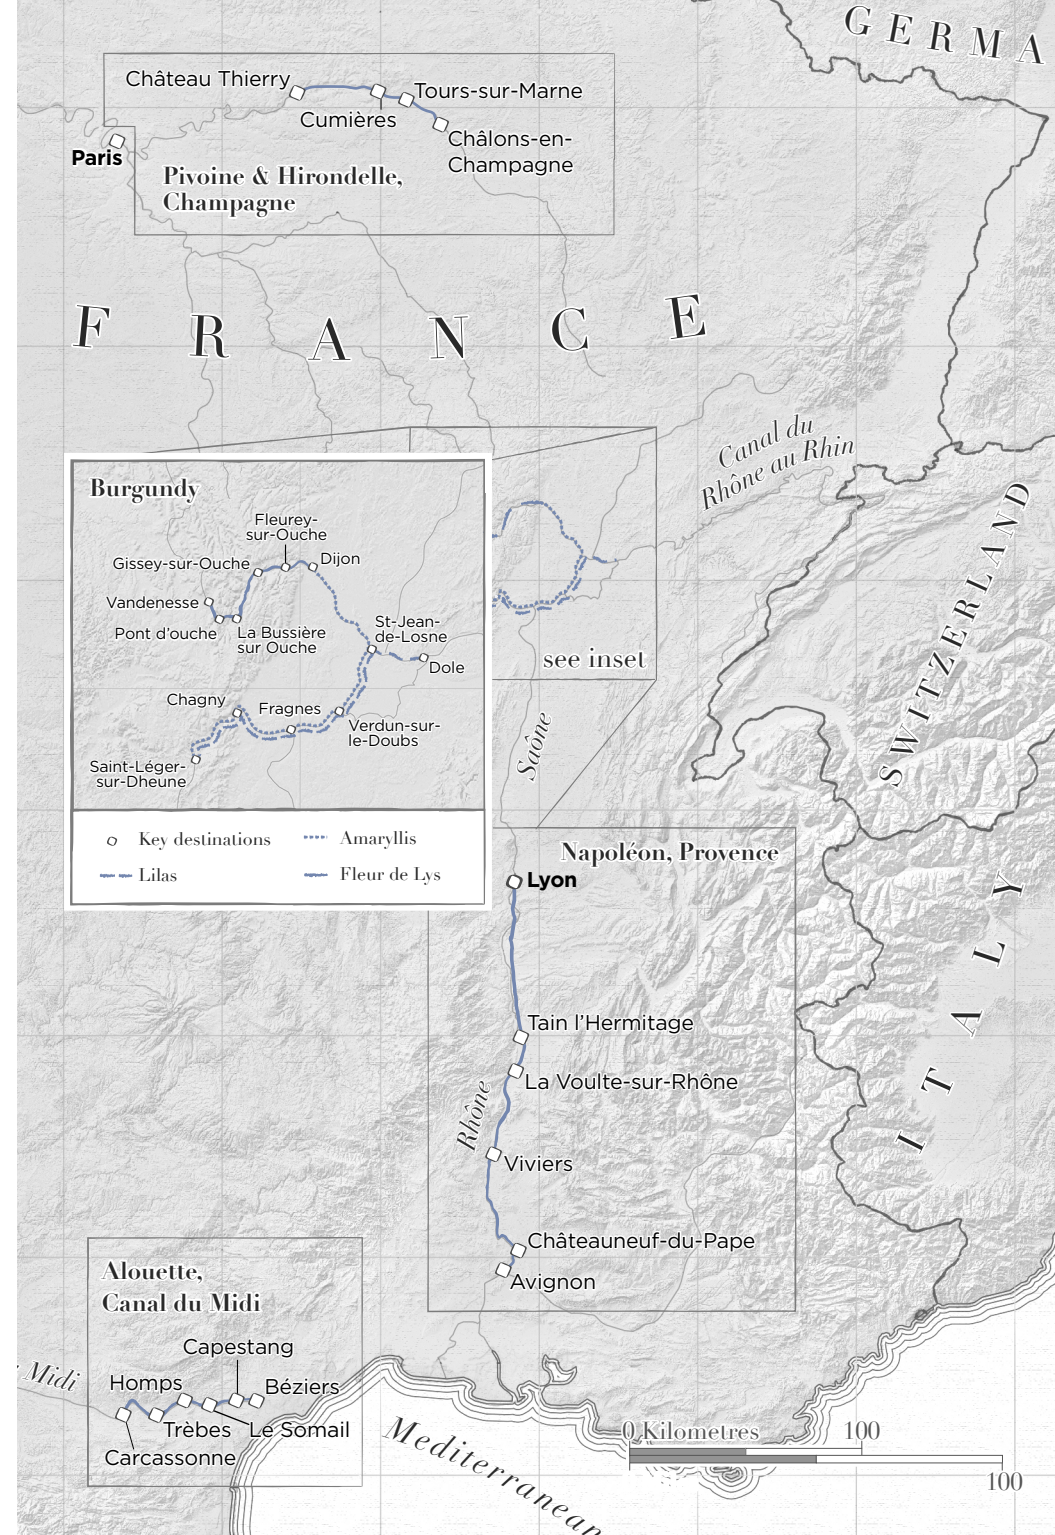 GERMA
Château Thierry
Tours-sur-Marne
Cumières
Châlons-en-
Champagne
Paris
Pivoine & Hirondelle,
Champagne
FRANCE
Canal du
Rhône au Rhin
Burgundy
Fleurey-
sur-Ouche
Gissey-sur-Ouche
Dijon
Vandenesse
Pont d'ouche
La Bussière
sur Ouche
St-Jean-
de-Losne
Dole
Chagny
Fragnes
Verdun-sur-
le-Doubs
Saint-Léger-
sur-Dheune
see inset
SWITZERLAND
Saône
Key destinations
Amaryllis
Lilas
Fleur de Lys
Napoléon, Provence
Lyon
ITALY
Tain l'Hermitage
La Voulte-sur-Rhône
Rhône
Viviers
Châteauneuf-du-Pape
Avignon
Alouette,
Canal du Midi
Capestang
Midi
Homps
Béziers
Trèbes
Le Somail
Carcassonne
Mediterranean
0 Kilometres 100
100